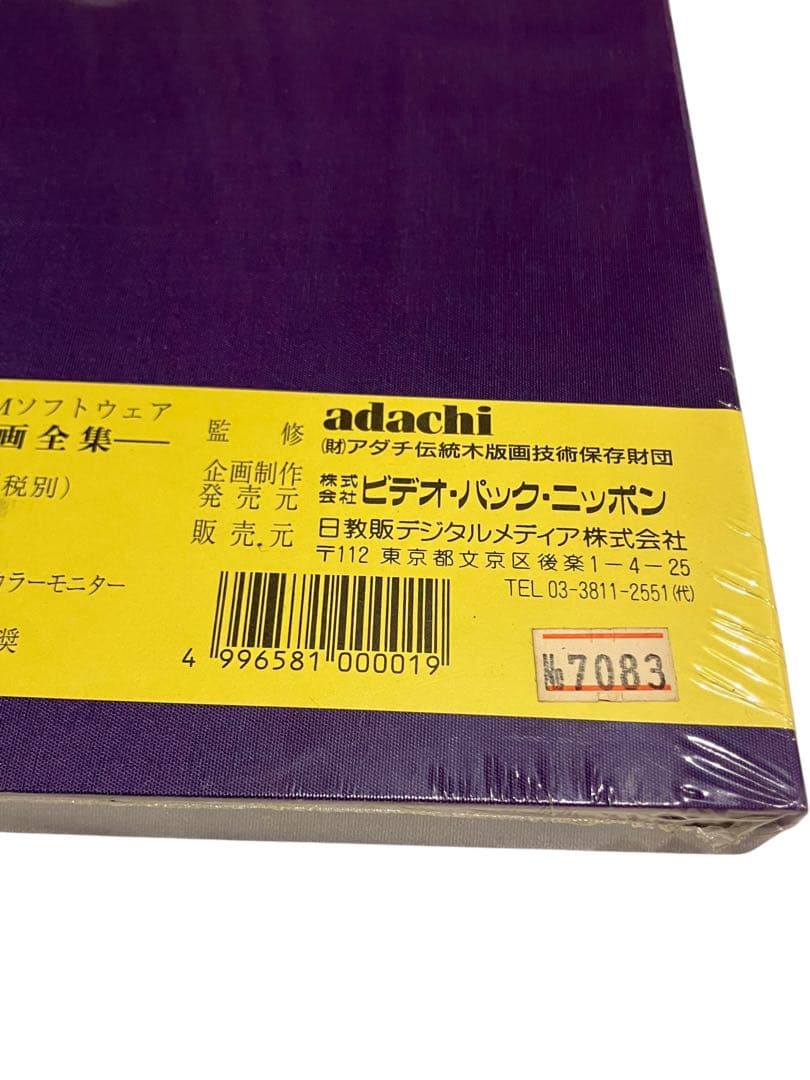 Mソフトウェア
画全集──
税別)
カラーモニター
奨
監修 adachi
(財)アダチ伝統木版画技術保存財団
企画制作
発売元 株式会社ビデオ・パック・ニッポン
販売元 日教販デジタルメディア株式会社
〒112 東京都文京区後楽1-4-25
TEL 03-3811-2551(代)
4 996581 000019
№7083